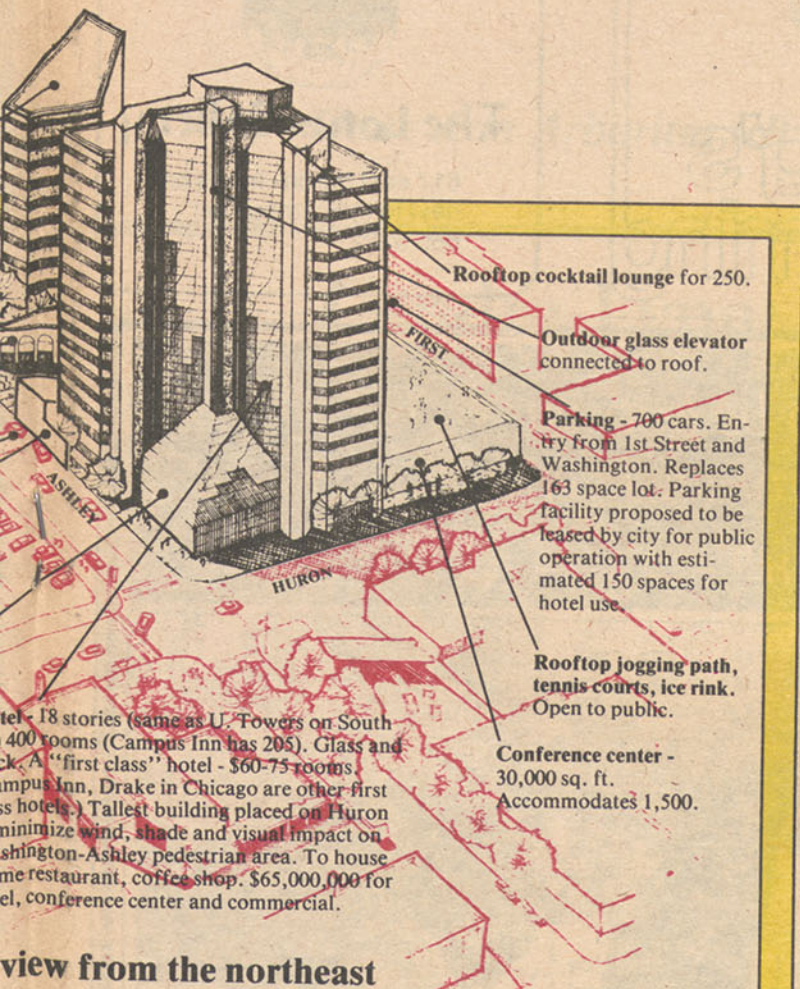 Rooftop cocktail lounge for 250.
FIRST
Outdoor glass elevator
connected to roof.
Parking - 700 cars. En-
try from 1st Street and
Washington. Replaces
163 space lot. Parking
facility proposed to be
leased by city for public
operation with esti-
mated 150 spaces for
hotel use.
ASHLEY
HURON
Rooftop jogging path,
tennis courts, ice rink.
Open to public.
tel - 18 stories (same as U. Towers on South
400 rooms (Campus Inn has 205). Glass and
ck. A "first class" hotel - $60-75 rooms.
ampus Inn, Drake in Chicago are other first
ss hotels.) Tallest building placed on Huron
minimize wind, shade and visual impact on
shington-Ashley pedestrian area. To house
me restaurant, coffee shop. $65,000,000 for
el, conference center and commercial.
Conference center -
30,000 sq. ft.
Accommodates 1,500.
view from the northeast